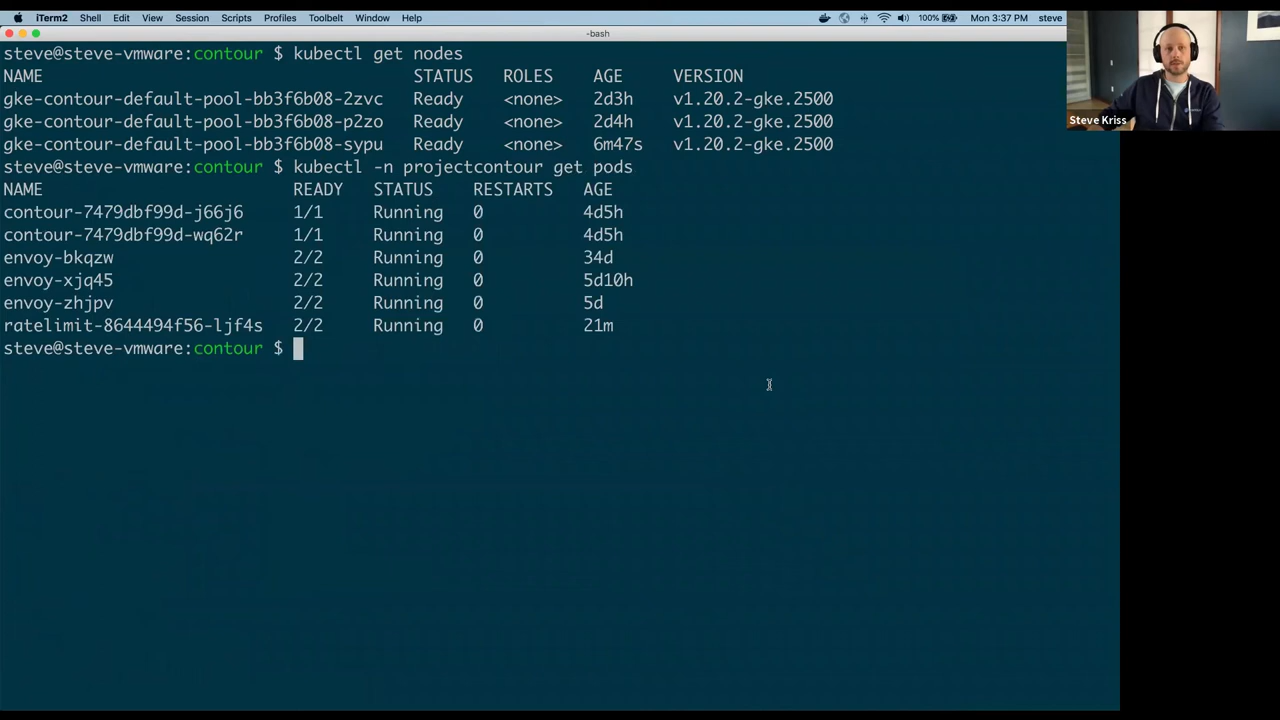 iTerm2 Shell Edit View Session Scripts Profiles Toolbelt Window Help 100% Mon 3:37 PM steve
-bash
steve@steve-vmware:contour $ kubectl get nodes
NAME STATUS ROLES AGE VERSION
gke-contour-default-pool-bb3f6b08-2zvc Ready <none> 2d3h v1.20.2-gke.2500
gke-contour-default-pool-bb3f6b08-p2zo Ready <none> 2d4h v1.20.2-gke.2500
gke-contour-default-pool-bb3f6b08-sypu Ready <none> 6m47s v1.20.2-gke.2500
steve@steve-vmware:contour $ kubectl -n projectcontour get pods
NAME READY STATUS RESTARTS AGE
contour-7479dbf99d-j66j6 1/1 Running 0 4d5h
contour-7479dbf99d-wq62r 1/1 Running 0 4d5h
envoy-bkqzw 2/2 Running 0 34d
envoy-xjq45 2/2 Running 0 5d10h
envoy-zhjpv 2/2 Running 0 5d
ratelimit-8644494f56-ljf4s 2/2 Running 0 21m
steve@steve-vmware:contour $
Steve Kriss